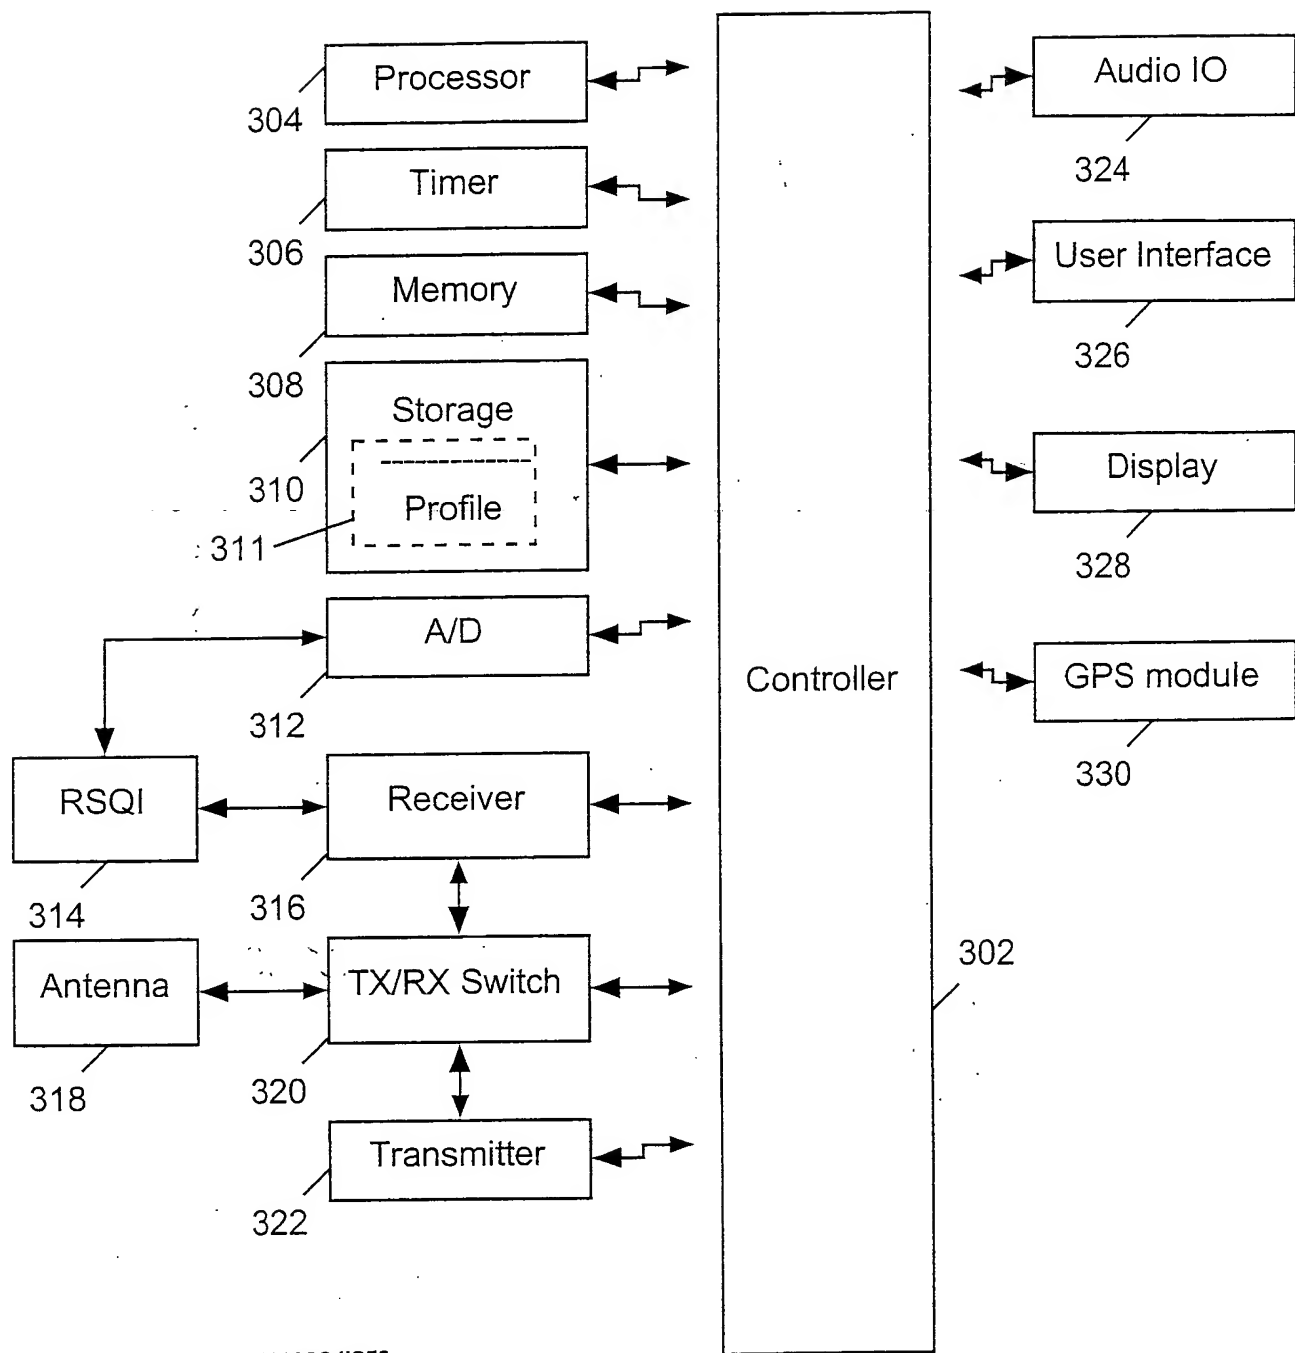 Processor
304
Timer
306
Memory
308
Storage
310
Profile
311
A/D
312
RSQI
314
Receiver
316
Antenna
318
TX/RX Switch
320
Transmitter
322
Controller
302
Audio IO
324
User Interface
326
Display
328
GPS module
330